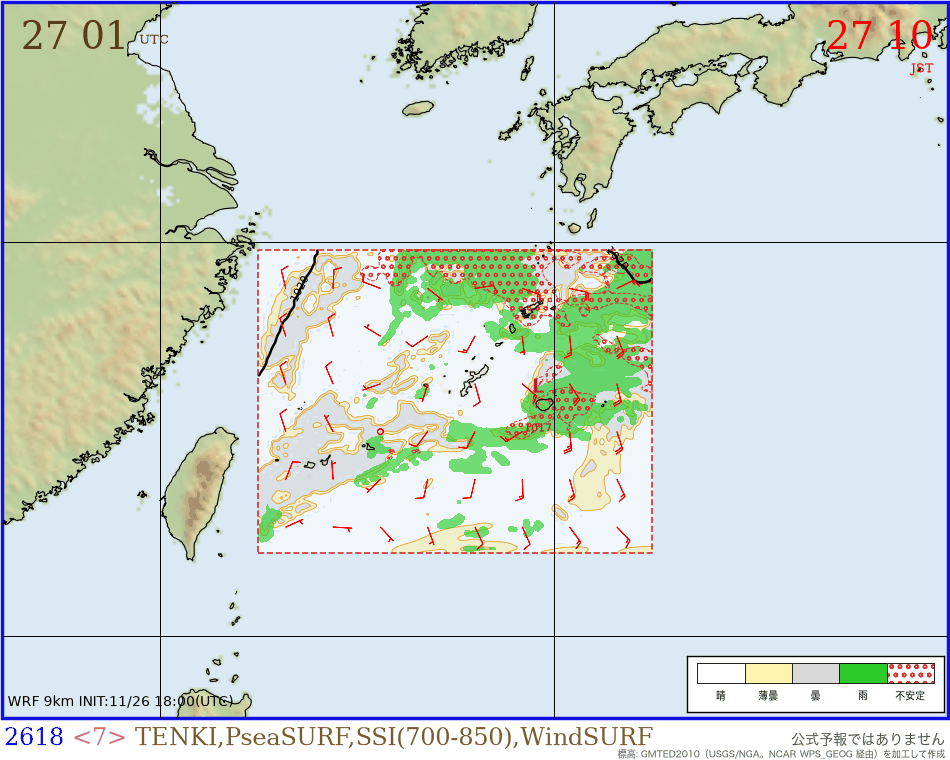 27 01 UTC
27 10
JST
1020
L
1017
晴 薄曇 曇 雨 不安定
WRF 9km INIT:11/26 18:00(UTC)
2618 <7> TENKI,PseaSURF,SSI(700-850),WindSURF
公式予報ではありません
標高: GMTED2010（USGS/NGA。NCAR WPS_GEOG 経由）を加工して作成